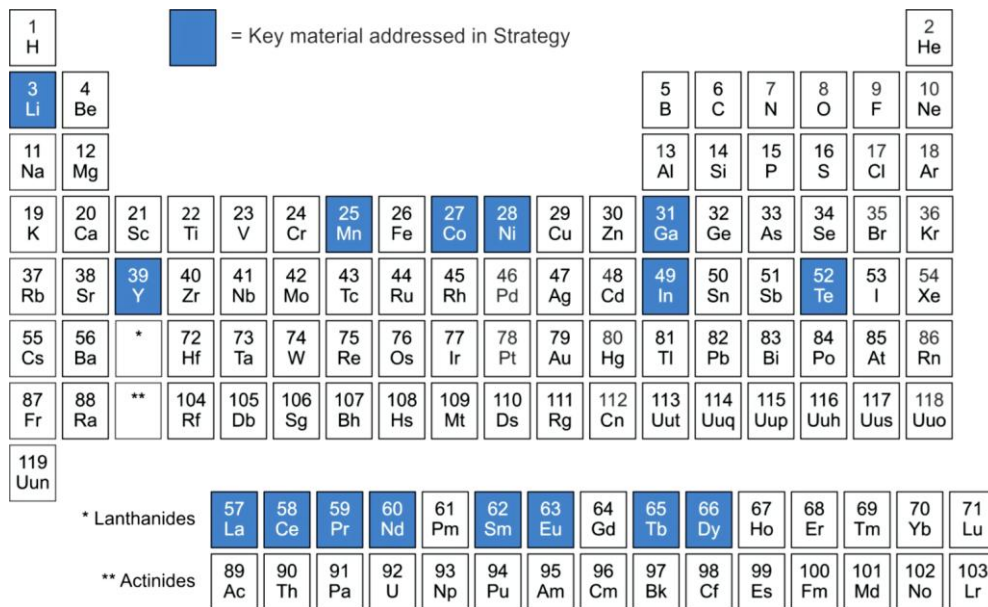 1 2
H = Key material addressed in Strategy He
3 4 5 6 7 8 9 10
Li Be B C N O F Ne
11 12 13 14 15 16 17 18
Na Mg Al Si P S Cl Ar
19 20 21 22 23 24 25 26 27 28 29 30 31 32 33 34 35 36
K Ca Sc Ti V Cr Mn Fe Co Ni Cu Zn Ga Ge As Se Br Kr
37 38 39 40 41 42 43 44 45 46 47 48 49 50 51 52 53 54
Rb Sr Y Zr Nb Mo Tc Ru Rh Pd Ag Cd In Sn Sb Te I Xe
55 56 * 72 73 74 75 76 77 78 79 80 81 82 83 84 85 86
Cs Ba Hf Ta W Re Os Ir Pt Au Hg Tl Pb Bi Po At Rn
87 88 ** 104 105 106 107 108 109 110 111 112 113 114 115 116 117 118
Fr Ra Rf Db Sg Bh Hs Mt Ds Rg Cn Uut Uuq Uup Uuh Uus Uuo
119
Uun
57 58 59 60 61 62 63 64 65 66 67 68 69 70 71
* Lanthanides La Ce Pr Nd Pm Sm Eu Gd Tb Dy Ho Er Tm Yb Lu
89 90 91 92 93 94 95 96 97 98 99 100 101 102 103
** Actinides Ac Th Pa U Np Pu Am Cm Bk Cf Es Fm Md No Lr